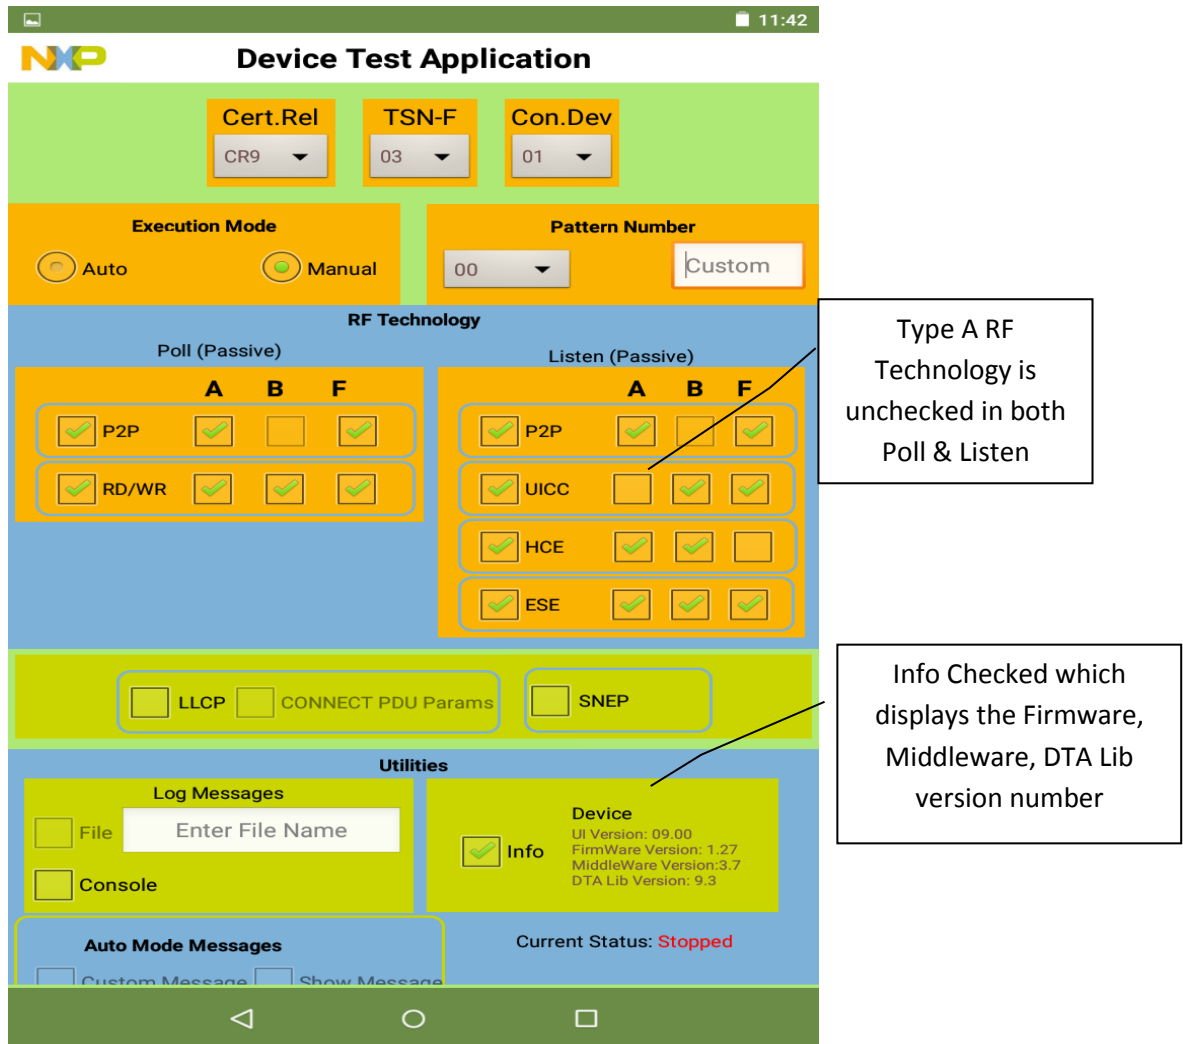 11:42
NXP Device Test Application
Cert.Rel TSN-F Con.Dev
CR9 03 01
Execution Mode
Auto Manual
Pattern Number
00 Custom
RF Technology
Poll (Passive)
A B F
P2P
RD/WR
Listen (Passive)
A B F
P2P
UICC
HCE
ESE
Type A RF
Technology is
unchecked in both
Poll & Listen
LLCP CONNECT PDU Params SNEP
Info Checked which
displays the Firmware,
Middleware, DTA Lib
version number
Utilities
Log Messages
File Enter File Name
Console
Info
Device
UI Version: 09.00
FirmWare Version: 1.27
MiddleWare Version:3.7
DTA Lib Version: 9.3
Auto Mode Messages
Custom Message Show Message
Current Status: Stopped